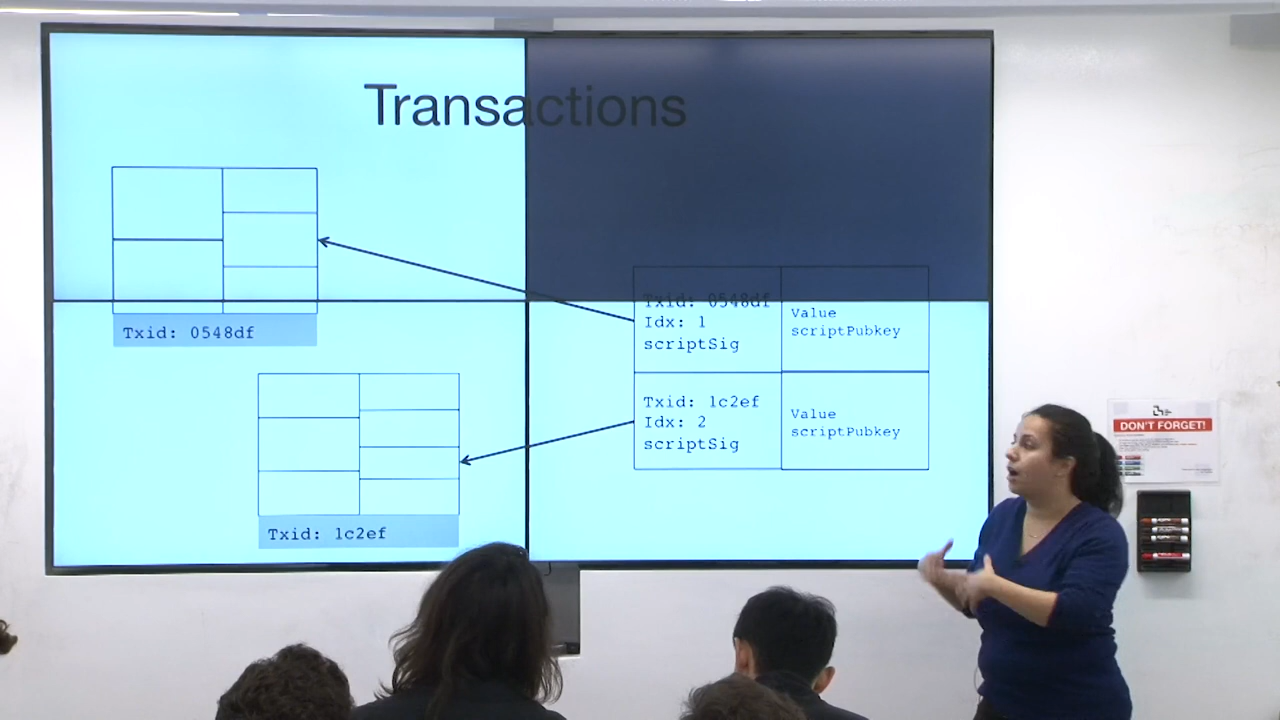 Transactions
Txid: 0548df
Idx: 1
scriptSig
Value
scriptPubkey
Txid: 0548df
Txid: 1c2ef
Idx: 2
scriptSig
Value
scriptPubkey
Txid: 1c2ef
DON'T FORGET!